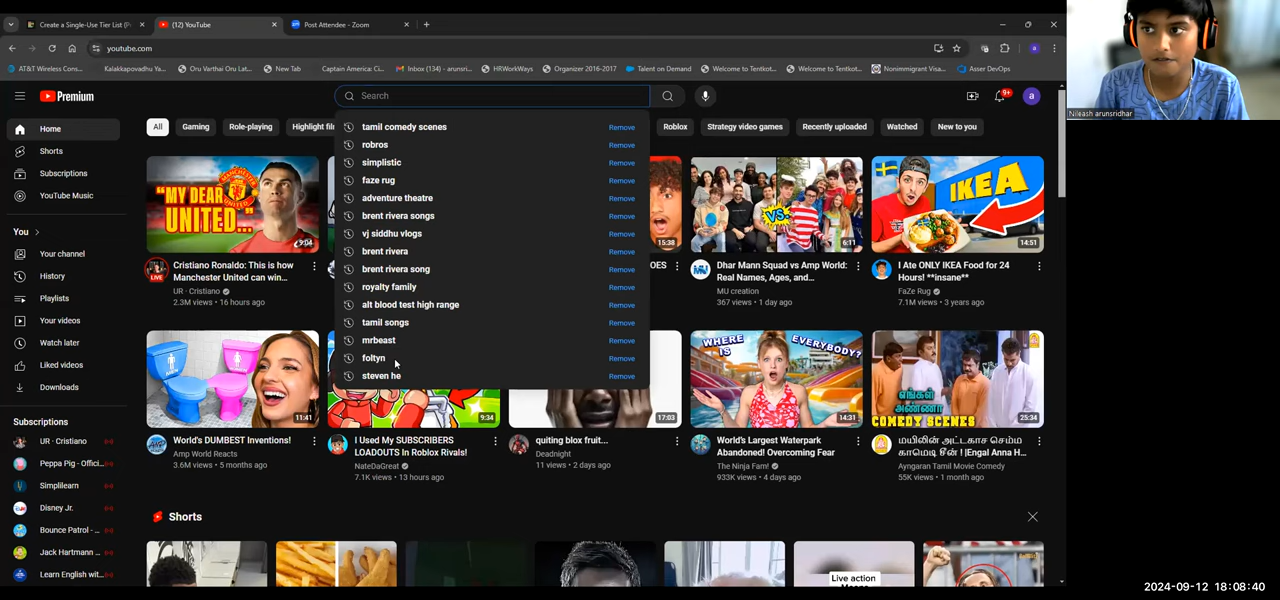 Create a Single-Use Tier List (
(12) YouTube
Post Attendee - Zoom
youtube.com
AT&T Wireless Cons...
Kalakkapovadhu Ya...
Oru Varthai Oru Lat...
New Tab
Captain America: Ci...
Inbox (134) - arunsri...
HRWorkWays
Organizer 2016-2017
Talent on Demand
Welcome to Tentkot...
Welcome to Tentkot...
Nonimmigrant Visa...
Asser DevOps
Premium
Search
9+
a
Nileash arunsridhar
Home
Shorts
Subscriptions
YouTube Music
You
Your channel
History
Playlists
Your videos
Watch later
Liked videos
Downloads
Subscriptions
UR · Cristiano
Peppa Pig - Offici...
Simplilearn
Disney Jr.
Bounce Patrol - ...
Jack Hartmann ...
Learn English wit...
All
Gaming
Role-playing
Highlight fil
Roblox
Strategy video games
Recently uploaded
Watched
New to you
tamil comedy scenes Remove
robros Remove
simplistic Remove
faze rug Remove
adventure theatre Remove
brent rivera songs Remove
vj siddhu vlogs Remove
brent rivera Remove
brent rivera song Remove
royalty family Remove
alt blood test high range Remove
tamil songs Remove
mrbeast Remove
foltyn Remove
steven he Remove
"MY DEAR
UNITED..."
9:04
LIVE
Cristiano Ronaldo: This is how
Manchester United can win...
UR · Cristiano
2.3M views • 16 hours ago
15:38
OES
VS
6:11
Dhar Mann Squad vs Amp World:
Real Names, Ages, and...
MU creation
367 views • 1 day ago
IKEA
14:51
I Ate ONLY IKEA Food for 24
Hours! **insane**
FaZe Rug
7.1M views • 3 years ago
11:41
World's DUMBEST Inventions!
Amp World Reacts
3.6M views • 5 months ago
9:34
I Used My SUBSCRIBERS
LOADOUTS In Roblox Rivals!
NateDaGreat
7.1K views • 13 hours ago
17:03
quiting blox fruit...
Deadnight
11 views • 2 days ago
WHERE IS EVERYBODY?
14:31
World's Largest Waterpark
Abandoned! Overcoming Fear
The Ninja Fam!
933K views • 4 days ago
எங்கள்
அண்ணா
COMEDY SCENES
25:34
மயிலின் அட்டகாச செம்ம
காமெடி சீன் ! |Engal Anna H...
Ayngaran Tamil Movie Comedy
55K views • 1 month ago
Shorts
Live action
2024-09-12 18:08:40